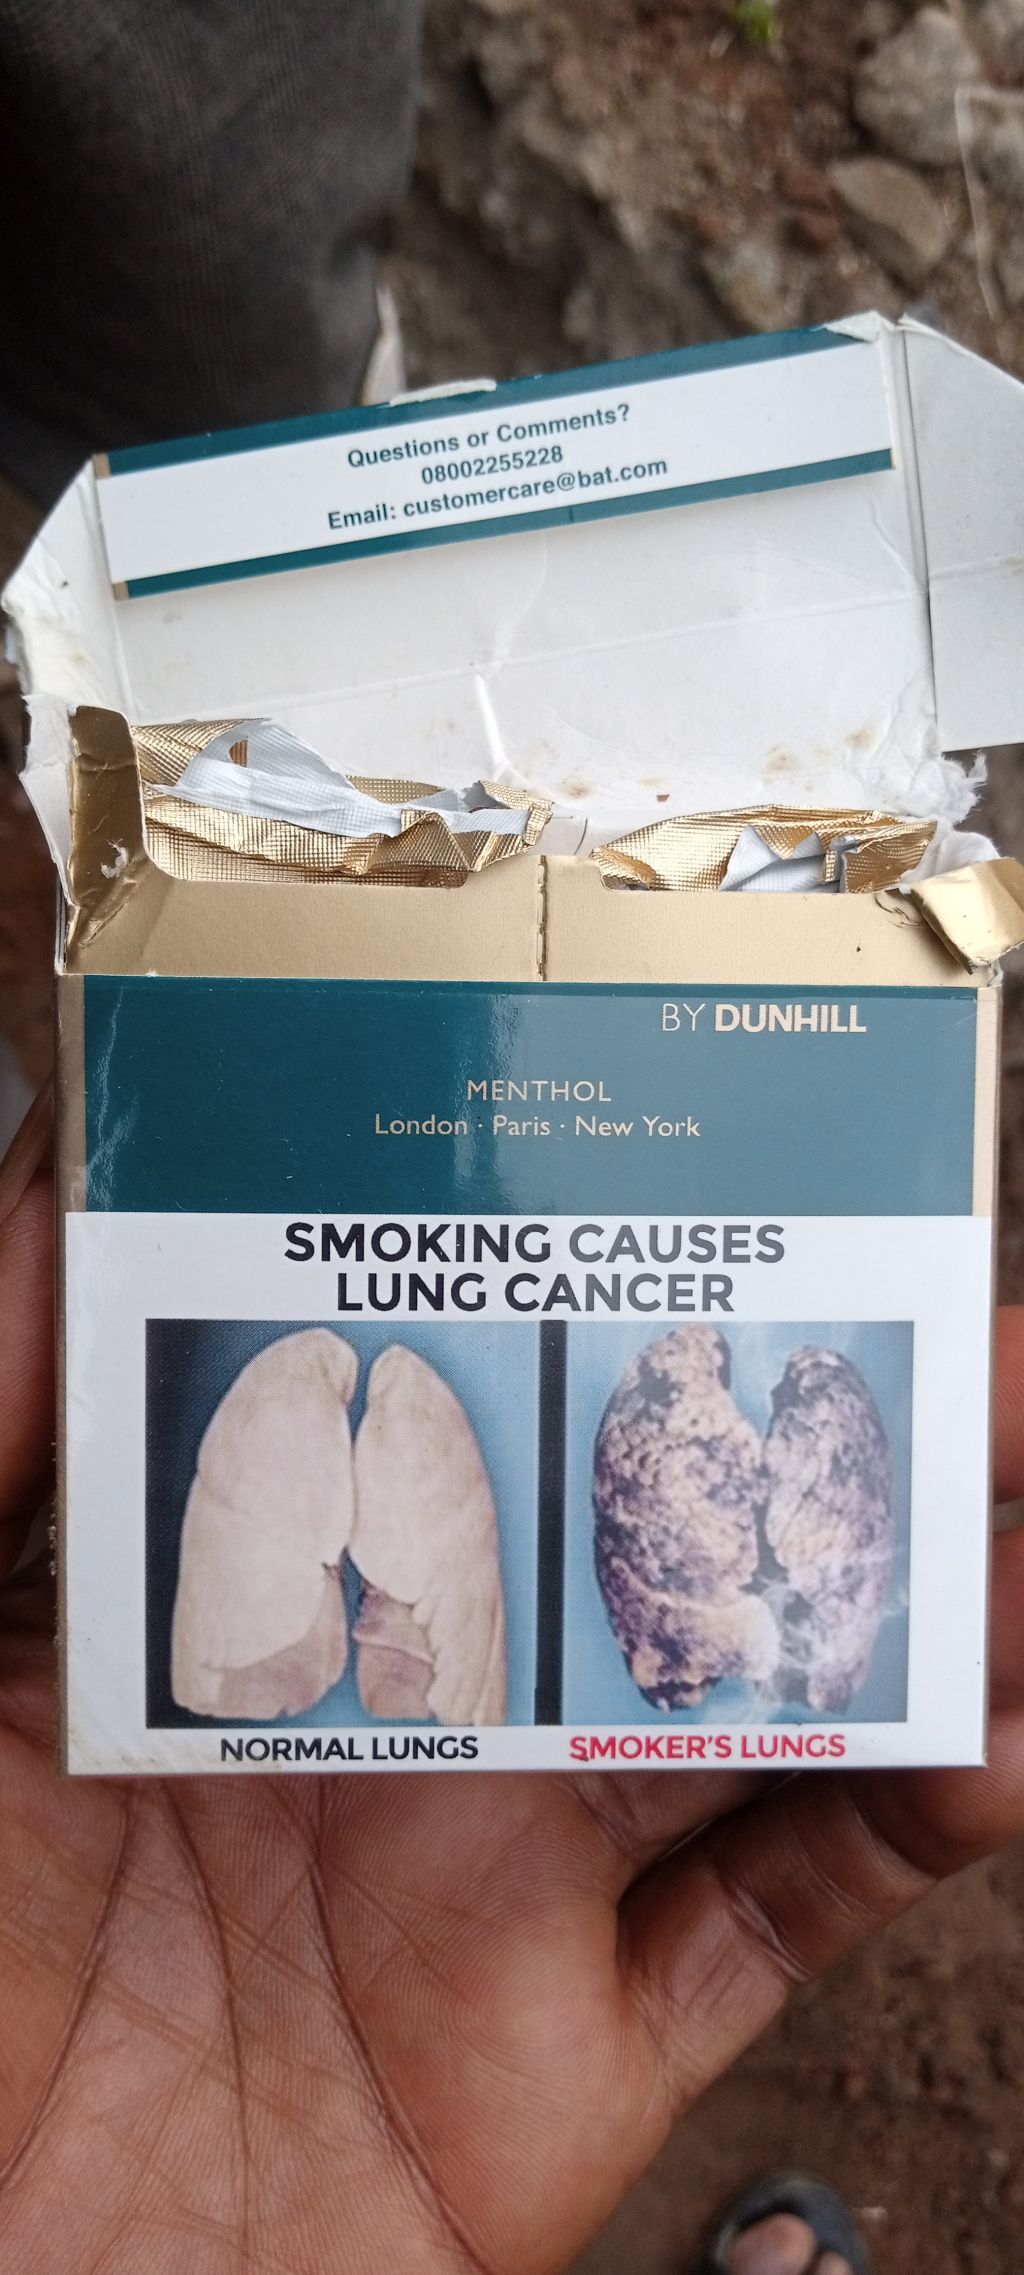 Questions or Comments?
08002255228
Email: customercare@bat.com
BY DUNHILL
MENTHOL
London · Paris · New York
SMOKING CAUSES
LUNG CANCER
NORMAL LUNGS
SMOKER'S LUNGS